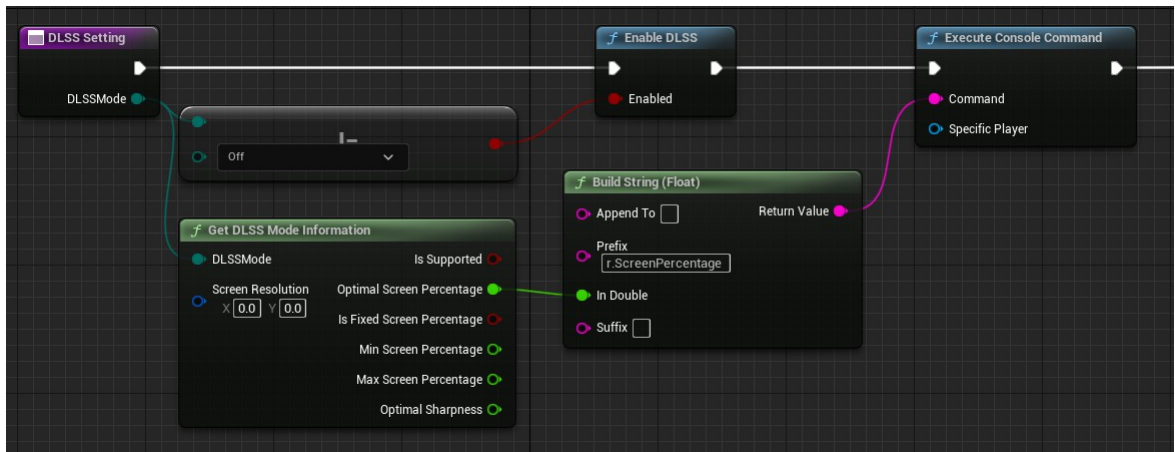 DLSS Setting
DLSSMode
!=
Off
f Enable DLSS
Enabled
f Execute Console Command
Command
Specific Player
f Build String (Float)
Append To
Return Value
Prefix
r.ScreenPercentage
In Double
Suffix
f Get DLSS Mode Information
DLSSMode
Is Supported
Screen Resolution
X 0.0 Y 0.0
Optimal Screen Percentage
Is Fixed Screen Percentage
Min Screen Percentage
Max Screen Percentage
Optimal Sharpness